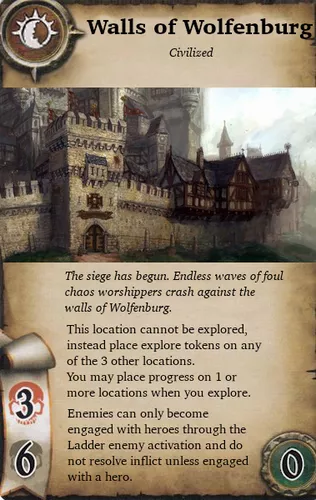 Walls of Wolfenburg
Civilized
The siege has begun. Endless waves of foul
chaos worshippers crash against the
walls of Wolfenburg.
This location cannot be explored,
instead place explore tokens on any
of the 3 other locations.
You may place progress on 1 or
more locations when you explore.
Enemies can only become
engaged with heroes through the
Ladder enemy activation and do
not resolve inflict unless engaged
with a hero.
3
6
0